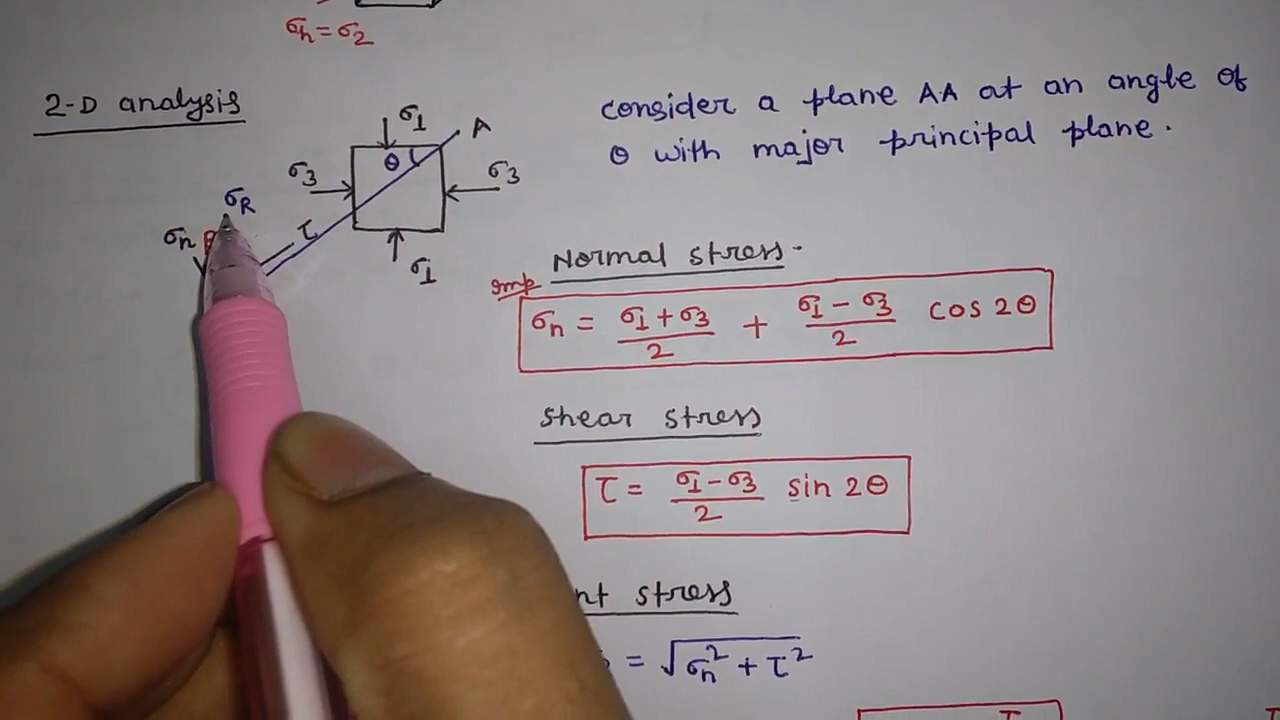 σn = σ2
2-D analysis
σ1
A
θ
σ3
σ3
σR
σn
τ
σ1
consider a plane AA at an angle of
θ with major principal plane.
Normal stress.
Imp
σn = (σ1 + σ3)/2 + (σ1 - σ3)/2 cos 2θ
shear stress
τ = (σ1 - σ3)/2 sin 2θ
stress
= √(σn² + τ²)